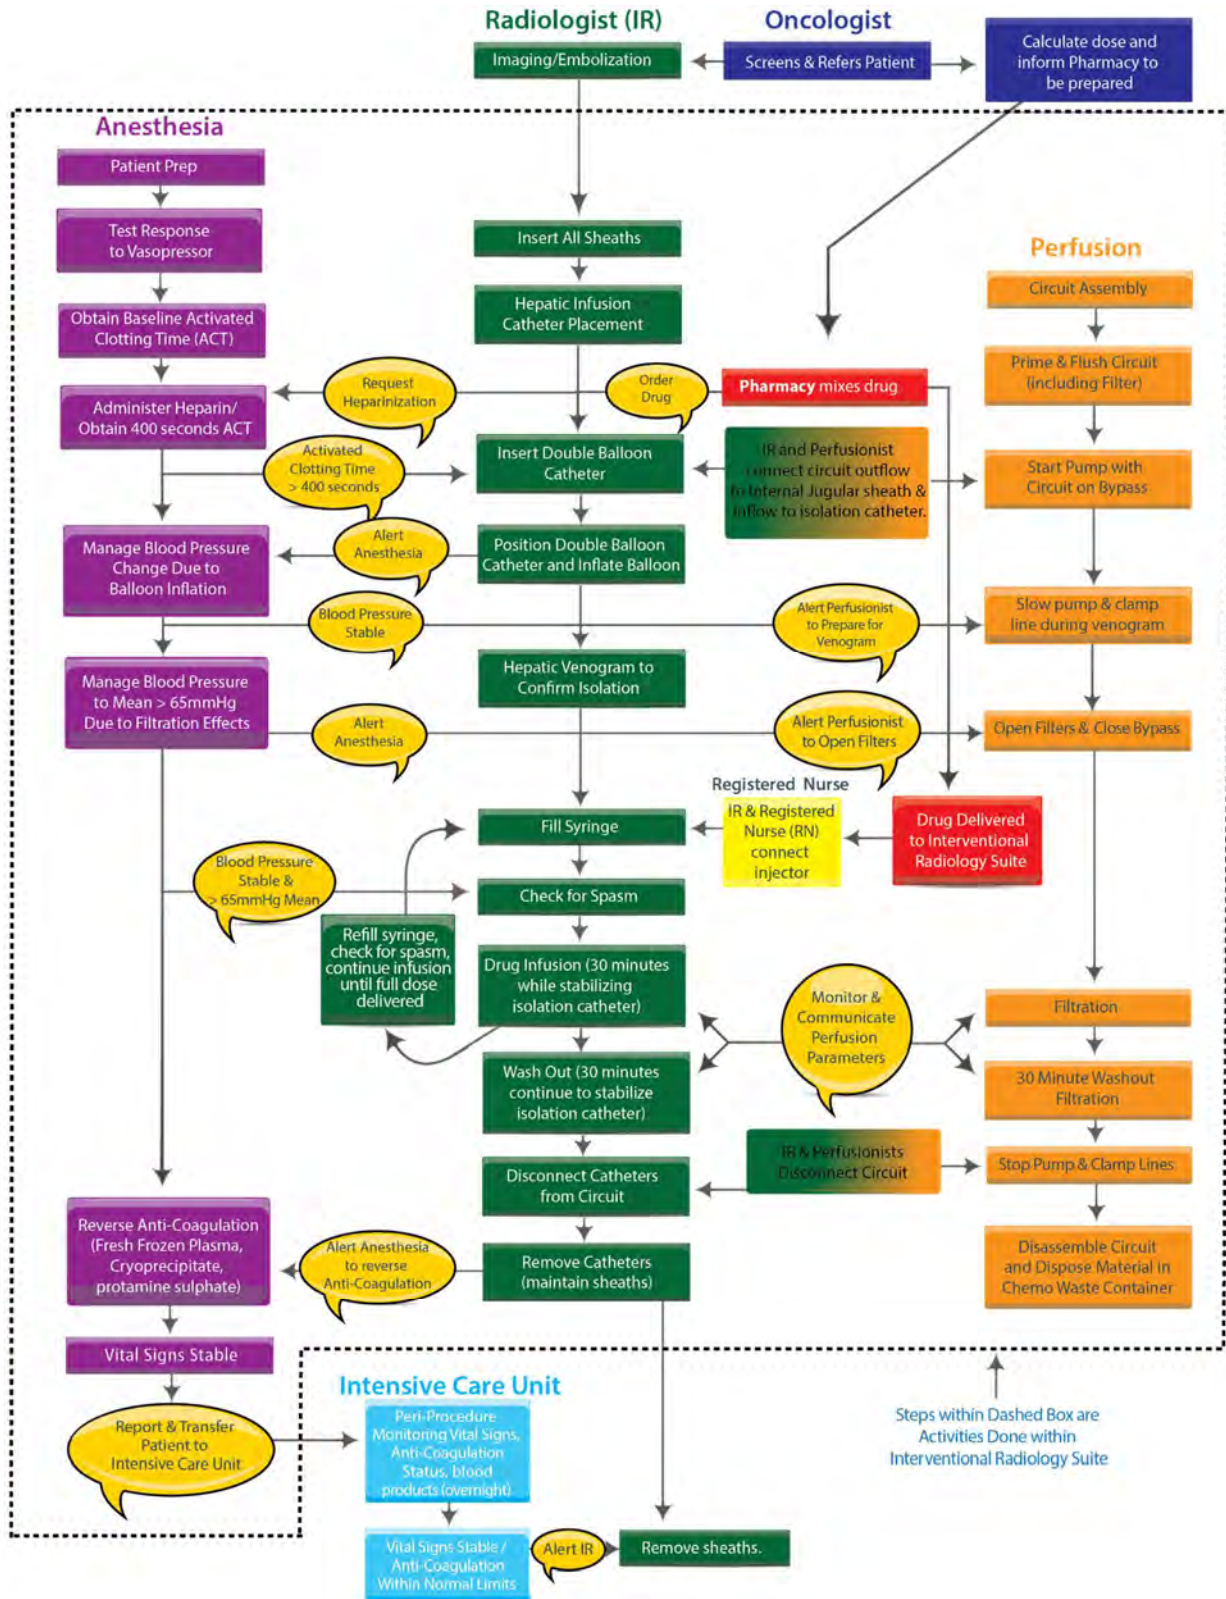 Radiologist (IR)
Oncologist
Imaging/Embolization
Screens & Refers Patient
Calculate dose and
inform Pharmacy to
be prepared
Anesthesia
Patient Prep
Test Response
to Vasopressor
Obtain Baseline Activated
Clotting Time (ACT)
Administer Heparin/
Obtain 400 seconds ACT
Manage Blood Pressure
Change Due to
Balloon Inflation
Manage Blood Pressure
to Mean > 65mmHg
Due to Filtration Effects
Reverse Anti-Coagulation
(Fresh Frozen Plasma,
Cryoprecipitate,
protamine sulphate)
Vital Signs Stable
Report & Transfer
Patient to
Intensive Care Unit
Request
Heparinization
Order
Drug
Activated
Clotting Time
> 400 seconds
Alert
Anesthesia
Blood Pressure
Stable
Alert
Anesthesia
Blood Pressure
Stable &
> 65mmHg Mean
Refill syringe,
check for spasm,
continue infusion
until full dose
delivered
Alert Anesthesia
to reverse
Anti-Coagulation
Insert All Sheaths
Hepatic Infusion
Catheter Placement
Insert Double Balloon
Catheter
Position Double Balloon
Catheter and Inflate Balloon
Hepatic Venogram to
Confirm Isolation
Fill Syringe
Check for Spasm
Drug Infusion (30 minutes
while stabilizing
isolation catheter)
Wash Out (30 minutes
continue to stabilize
isolation catheter)
Disconnect Catheters
from Circuit
Remove Catheters
(maintain sheaths)
Pharmacy mixes drug
IR and Perfusionist
connect circuit outflow
to Internal Jugular sheath &
inflow to isolation catheter.
Alert Perfusionist
to Prepare for
Venogram
Alert Perfusionist
to Open Filters
Registered Nurse
IR & Registered
Nurse (RN)
connect
injector
Drug Delivered
to Interventional
Radiology Suite
Monitor &
Communicate
Perfusion
Parameters
IR & Perfusionists
Disconnect Circuit
Perfusion
Circuit Assembly
Prime & Flush Circuit
(including Filter)
Start Pump with
Circuit on Bypass
Slow pump & clamp
line during venogram
Open Filters & Close Bypass
Filtration
30 Minute Washout
Filtration
Stop Pump & Clamp Lines
Disassemble Circuit
and Dispose Material in
Chemo Waste Container
Intensive Care Unit
Peri-Procedure
Monitoring Vital Signs,
Anti-Coagulation
Status, blood
products (overnight)
Vital Signs Stable /
Anti-Coagulation
Within Normal Limits
Alert IR
Remove sheaths.
Steps within Dashed Box are
Activities Done within
Interventional Radiology Suite